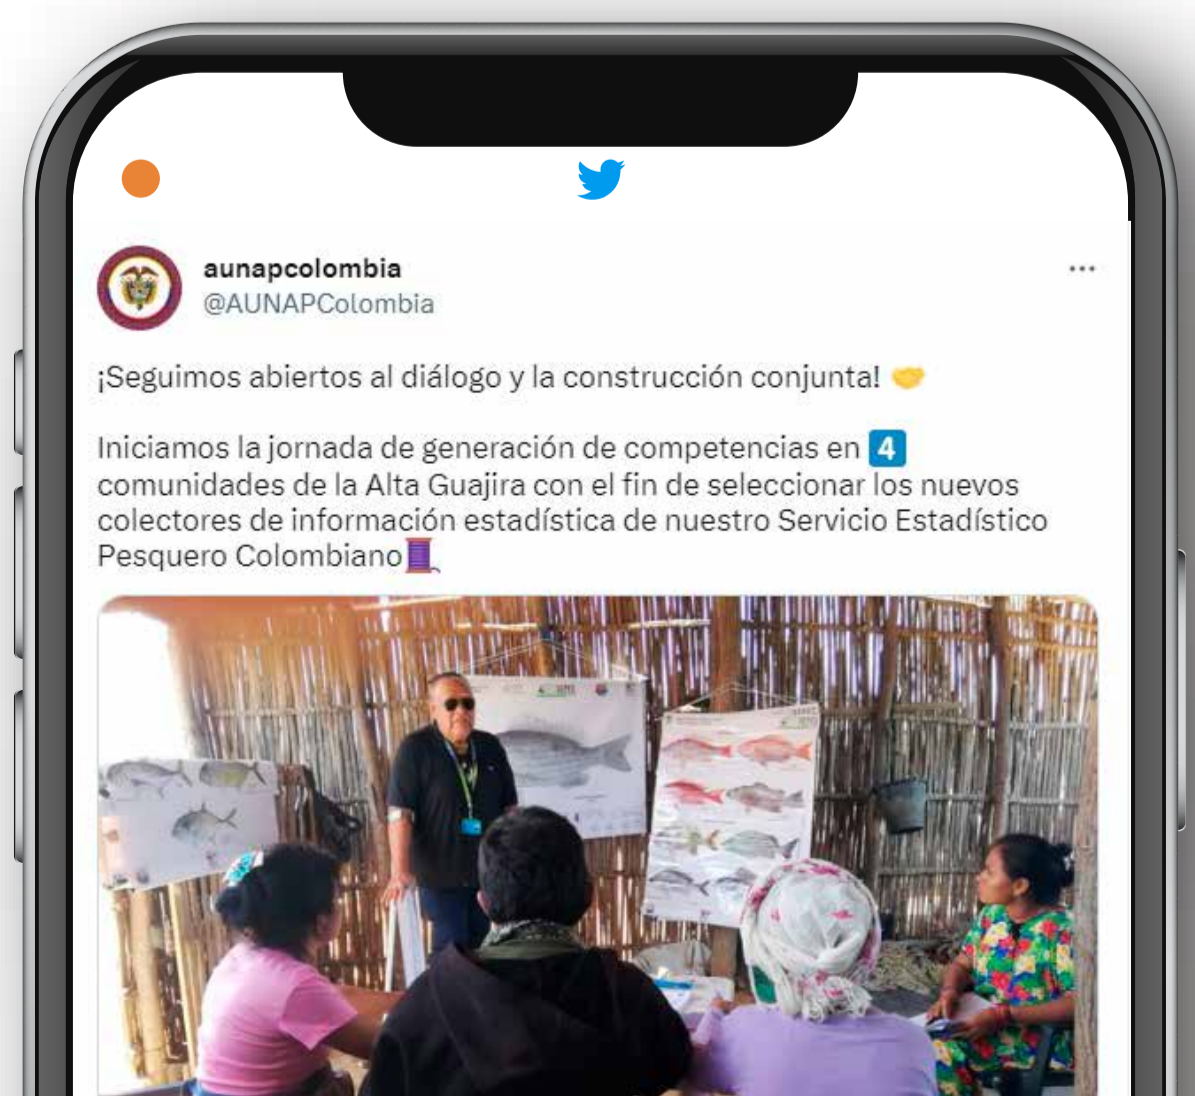 aunapcolombia
@AUNAPColombia
¡Seguimos abiertos al diálogo y la construcción conjunta! 🤝
Iniciamos la jornada de generación de competencias en 4️⃣
comunidades de la Alta Guajira con el fin de seleccionar los nuevos
colectores de información estadística de nuestro Servicio Estadístico
Pesquero Colombiano🧵